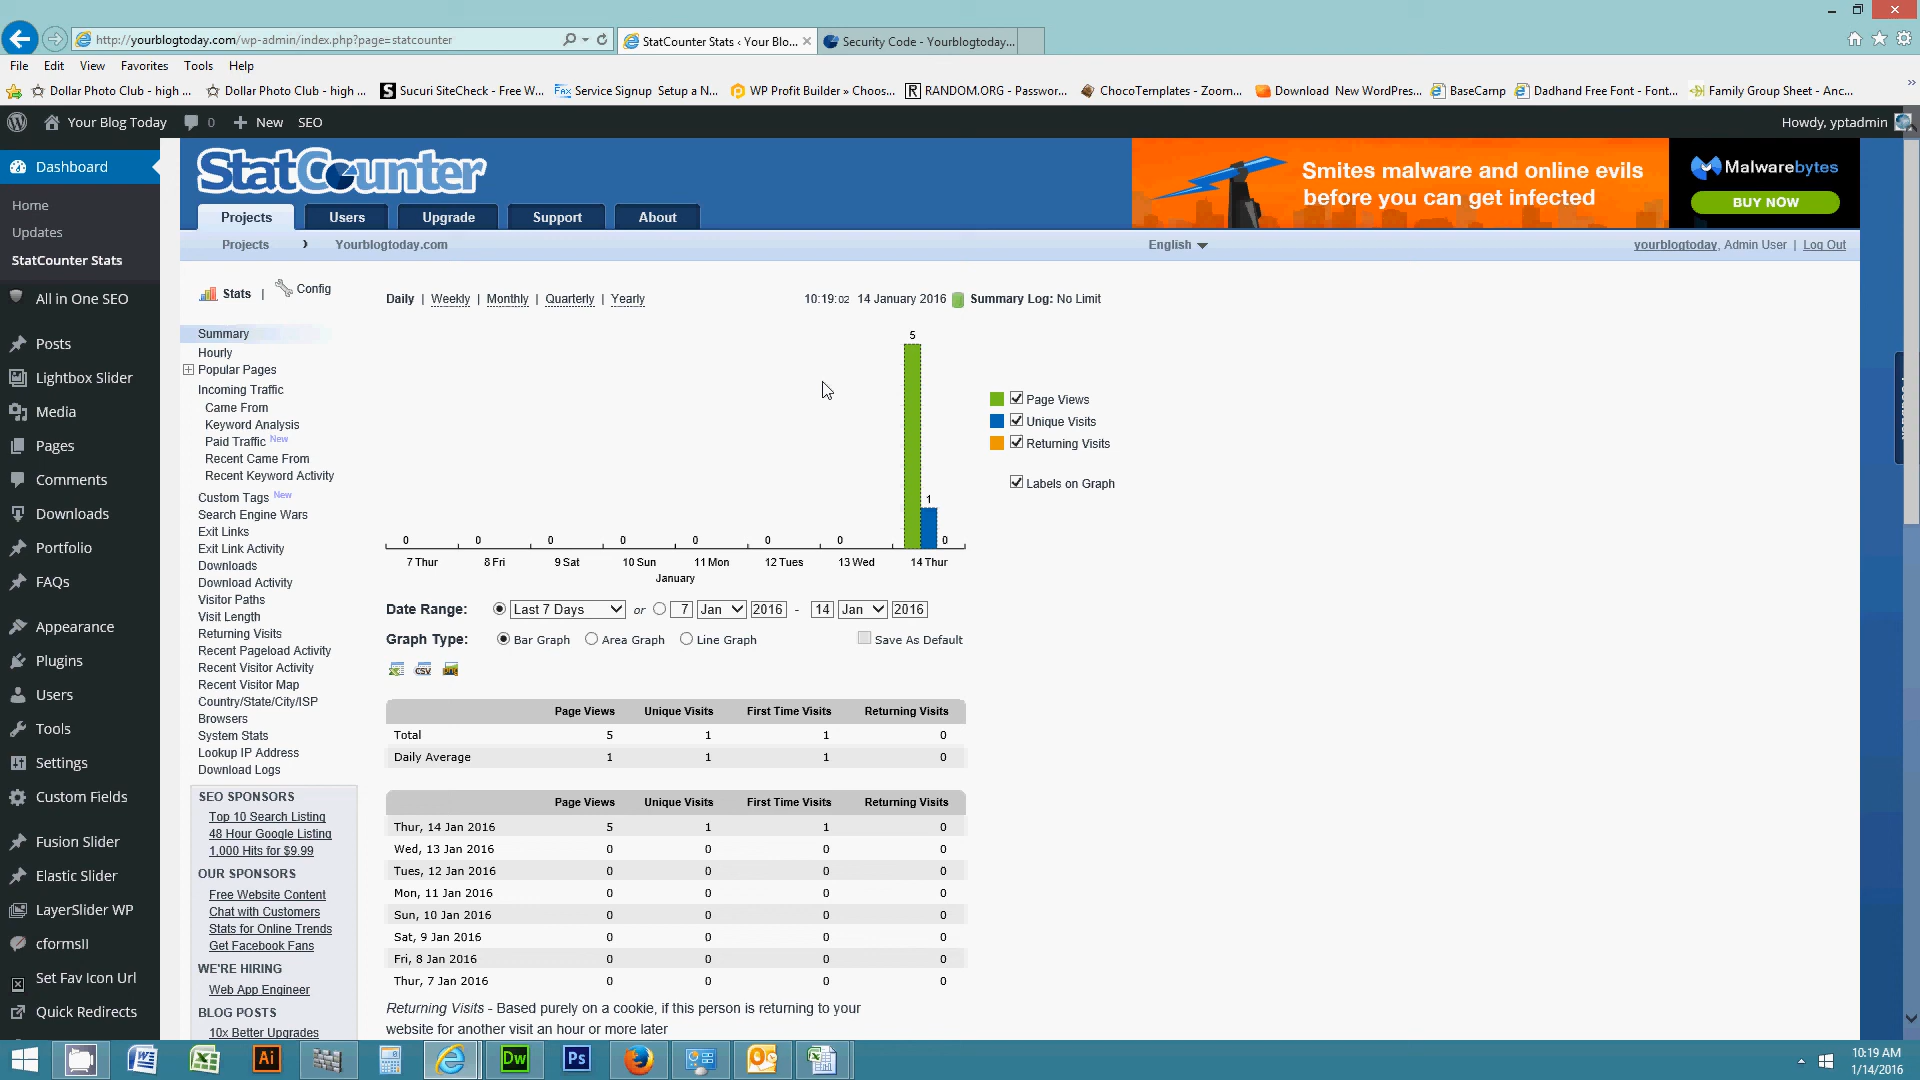 http://yourblogtoday.com/wp-admin/index.php?page=statcounter
StatCounter Stats ‹ Your Blo...
Security Code - Yourblogtoday...
File Edit View Favorites Tools Help
Dollar Photo Club - high ...
Dollar Photo Club - high ...
Sucuri SiteCheck - Free W...
Service Signup Setup a N...
WP Profit Builder » Choos...
RANDOM.ORG - Passwor...
ChocoTemplates - Zoom...
Download New WordPress...
BaseCamp
Dadhand Free Font - Font...
Family Group Sheet - Anc...
Your Blog Today 0 New SEO
Howdy, yptadmin
Dashboard
Home
Updates
StatCounter Stats
All in One SEO
Posts
Lightbox Slider
Media
Pages
Comments
Downloads
Portfolio
FAQs
Appearance
Plugins
Users
Tools
Settings
Custom Fields
Fusion Slider
Elastic Slider
LayerSlider WP
cformsII
Set Fav Icon Url
Quick Redirects
StatCounter
Smites malware and online evils
before you can get infected
Malwarebytes
BUY NOW
Projects Users Upgrade Support About
Projects › Yourblogtoday.com
English
yourblogtoday, Admin User | Log Out
Stats | Config
Summary
Hourly
Popular Pages
Incoming Traffic
Came From
Keyword Analysis
Paid Traffic New
Recent Came From
Recent Keyword Activity
Custom Tags New
Search Engine Wars
Exit Links
Exit Link Activity
Downloads
Download Activity
Visitor Paths
Visit Length
Returning Visits
Recent Pageload Activity
Recent Visitor Activity
Recent Visitor Map
Country/State/City/ISP
Browsers
System Stats
Lookup IP Address
Download Logs
SEO SPONSORS
Top 10 Search Listing
48 Hour Google Listing
1,000 Hits for $9.99
OUR SPONSORS
Free Website Content
Chat with Customers
Stats for Online Trends
Get Facebook Fans
WE'RE HIRING
Web App Engineer
BLOG POSTS
10x Better Upgrades
Daily | Weekly | Monthly | Quarterly | Yearly
10:19:02 14 January 2016 Summary Log: No Limit
5
1
0 0 0 0 0 0 0 0
7 Thur 8 Fri 9 Sat 10 Sun 11 Mon 12 Tues 13 Wed 14 Thur
January
Page Views
Unique Visits
Returning Visits
Labels on Graph
Date Range: Last 7 Days or 7 Jan 2016 - 14 Jan 2016
Graph Type: Bar Graph Area Graph Line Graph Save As Default
CSV
Page Views Unique Visits First Time Visits Returning Visits
Total 5 1 1 0
Daily Average 1 1 1 0
Page Views Unique Visits First Time Visits Returning Visits
Thur, 14 Jan 2016 5 1 1 0
Wed, 13 Jan 2016 0 0 0 0
Tues, 12 Jan 2016 0 0 0 0
Mon, 11 Jan 2016 0 0 0 0
Sun, 10 Jan 2016 0 0 0 0
Sat, 9 Jan 2016 0 0 0 0
Fri, 8 Jan 2016 0 0 0 0
Thur, 7 Jan 2016 0 0 0 0
Returning Visits - Based purely on a cookie, if this person is returning to your
website for another visit an hour or more later
Ai
Dw
Ps
10:19 AM
1/14/2016